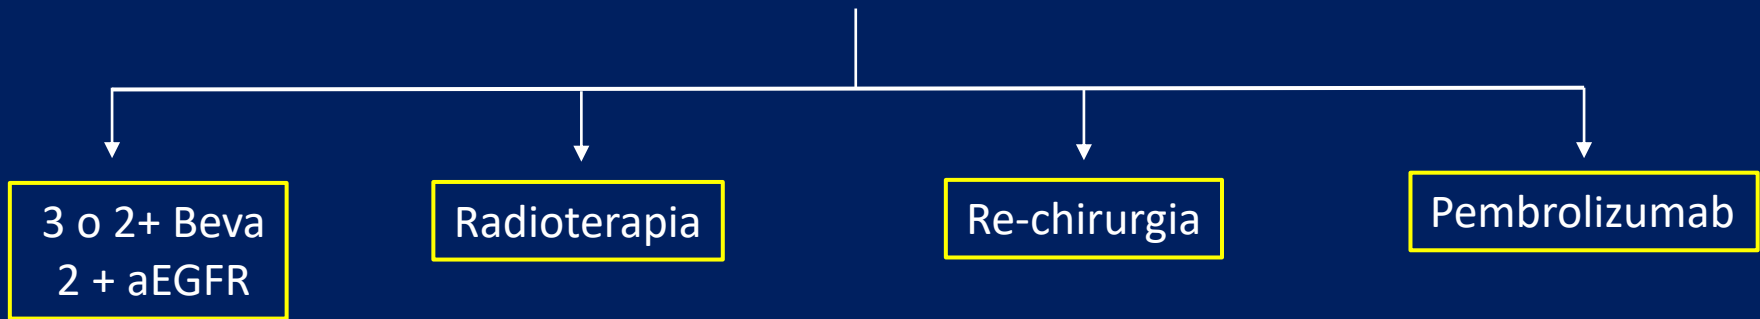 3 o 2+ Beva
2 + aEGFR
Radioterapia
Re-chirurgia
Pembrolizumab